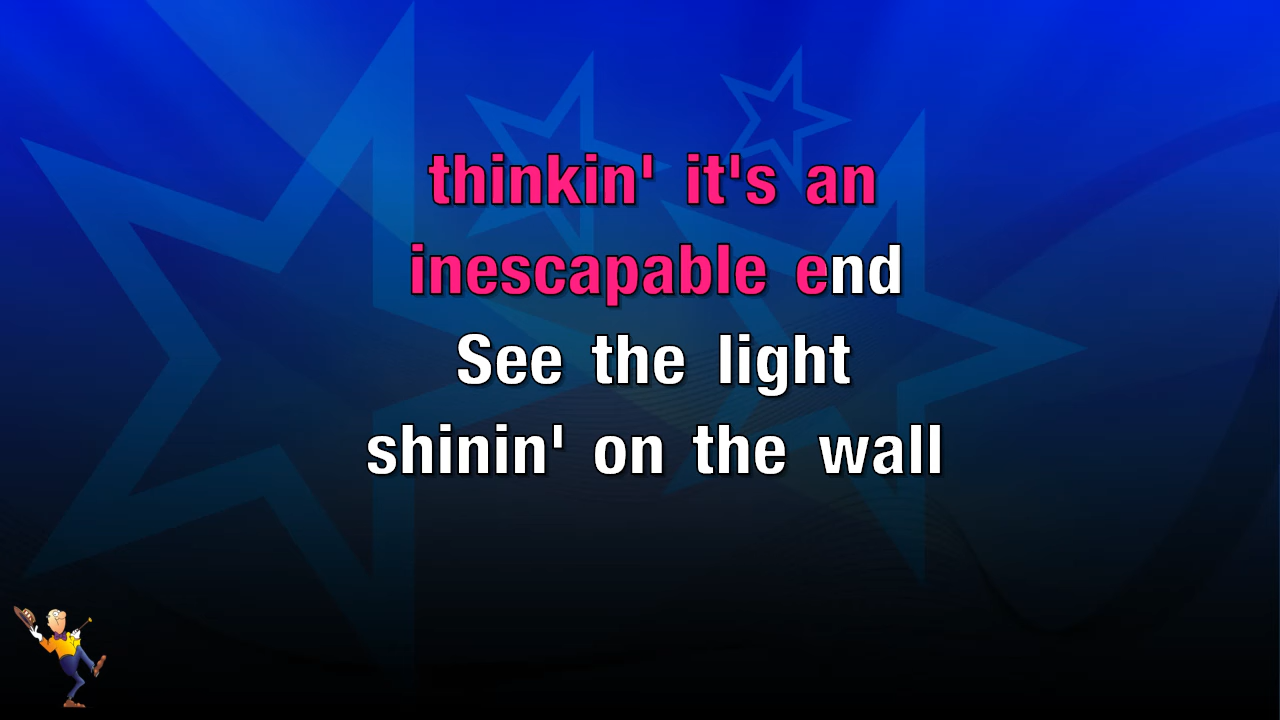 thinkin' it's an
inescapable end
See the light
shinin' on the wall